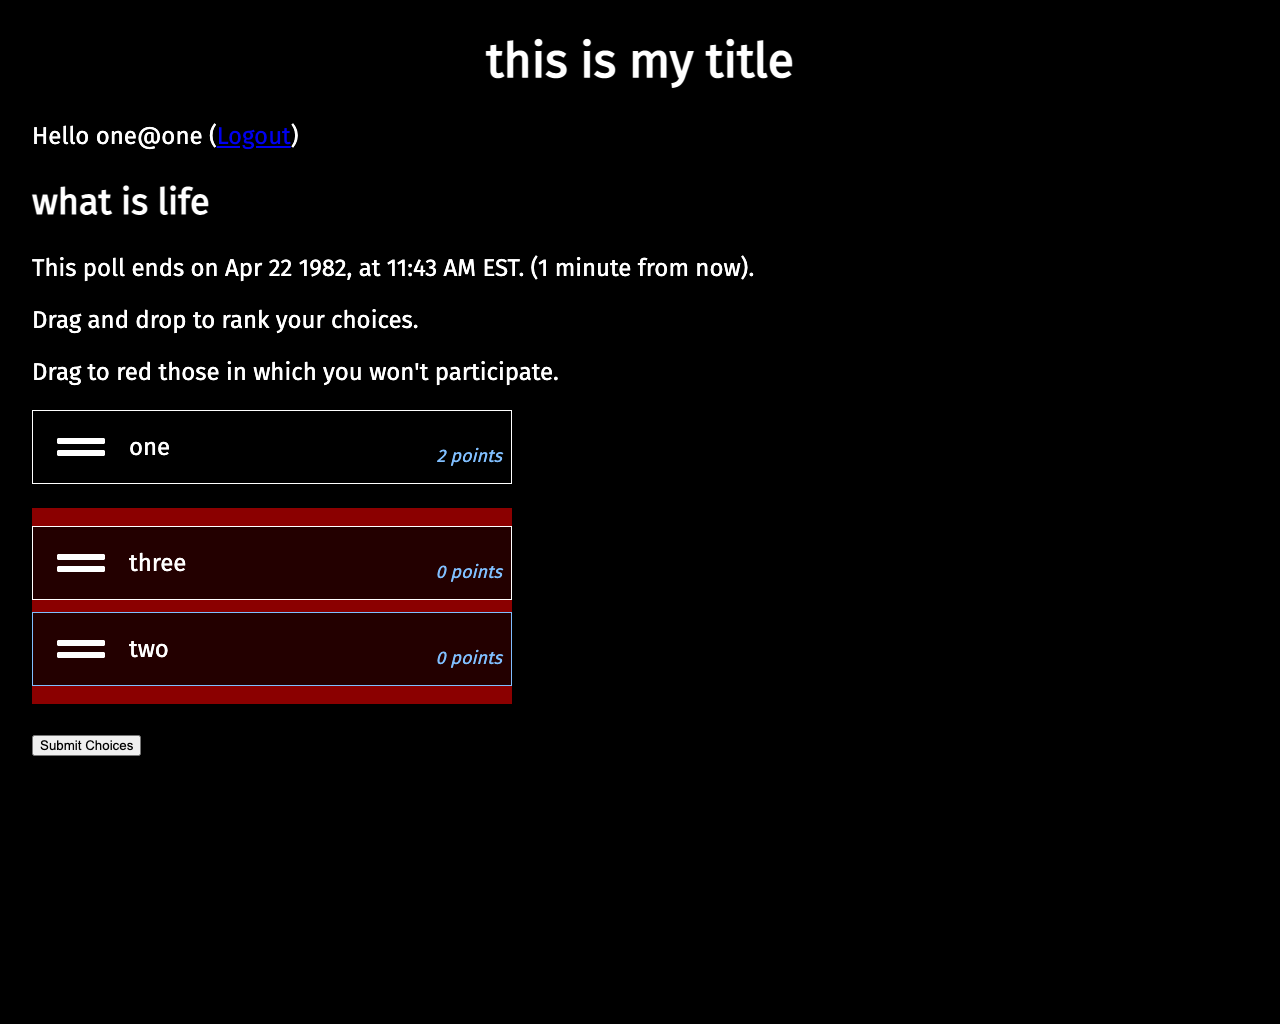 this is my title
Hello one@one (Logout)
what is life
This poll ends on Apr 22 1982, at 11:43 AM EST. (1 minute from now).
Drag and drop to rank your choices.
Drag to red those in which you won't participate.
one
2 points
three
0 points
two
0 points
Submit Choices